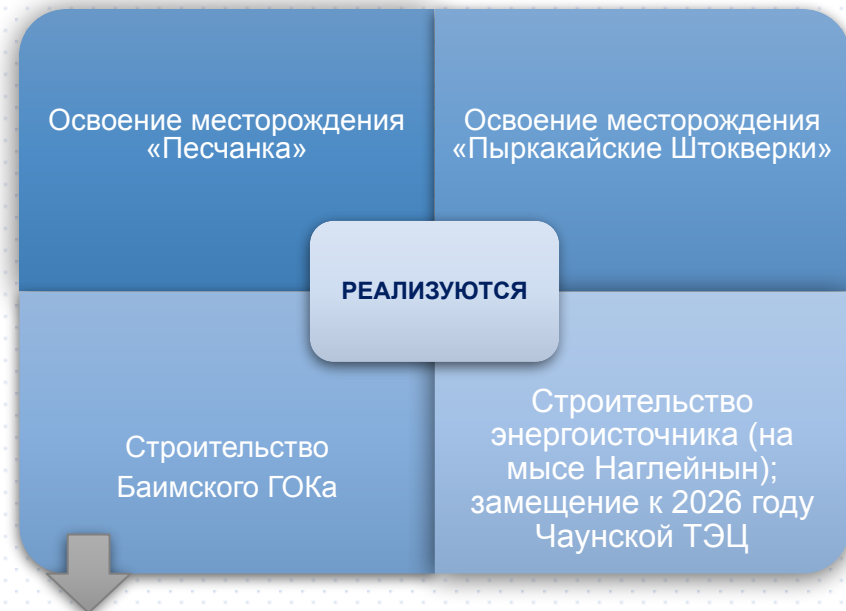 Освоение месторождения
«Песчанка»
Освоение месторождения
«Пыркакайские Штокверки»
РЕАЛИЗУЮТСЯ
Строительство
Баимского ГОКа
Строительство
энергоисточника (на
мысе Наглейнын);
замещение к 2026 году
Чаунской ТЭЦ